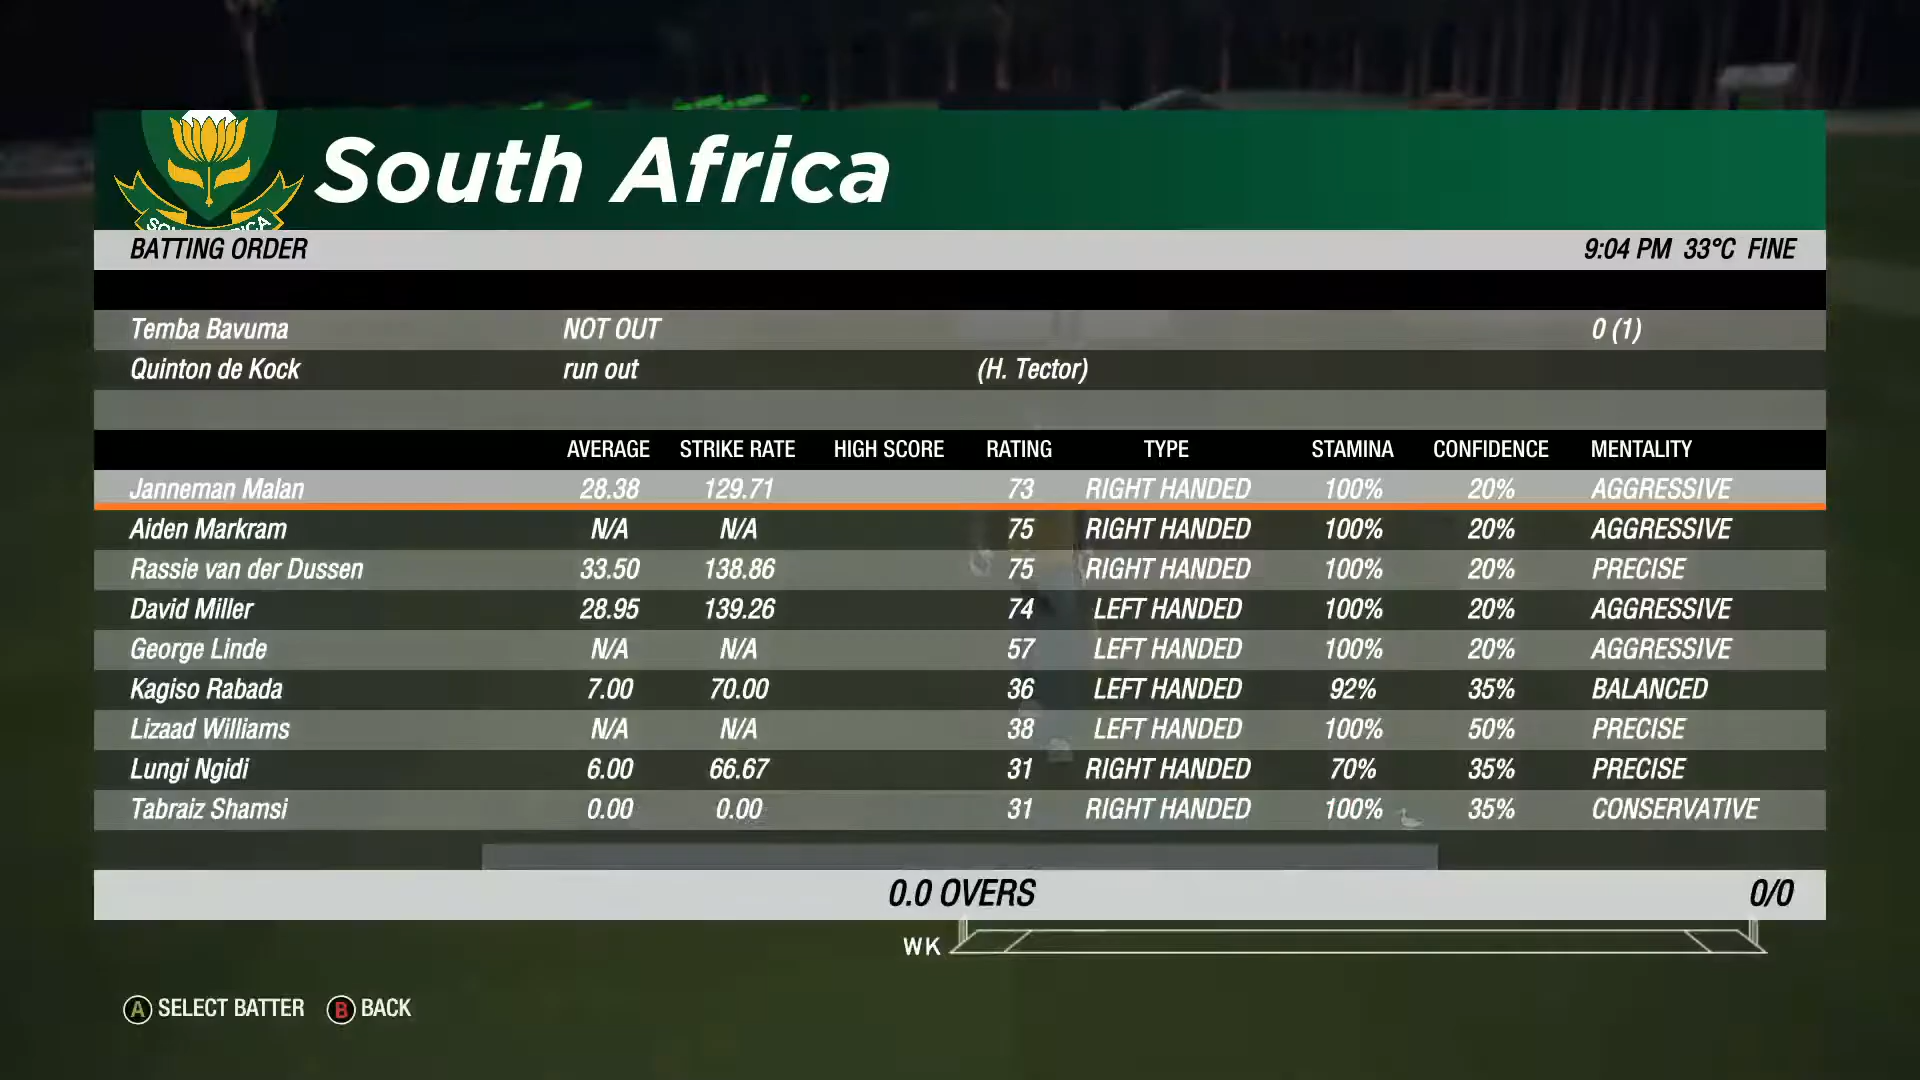 South Africa
BATTING ORDER 9:04 PM 33°C FINE
Temba Bavuma NOT OUT 0 (1)
Quinton de Kock run out (H. Tector)
AVERAGE STRIKE RATE HIGH SCORE RATING TYPE STAMINA CONFIDENCE MENTALITY
Janneman Malan 28.38 129.71 73 RIGHT HANDED 100% 20% AGGRESSIVE
Aiden Markram N/A N/A 75 RIGHT HANDED 100% 20% AGGRESSIVE
Rassie van der Dussen 33.50 138.86 75 RIGHT HANDED 100% 20% PRECISE
David Miller 28.95 139.26 74 LEFT HANDED 100% 20% AGGRESSIVE
George Linde N/A N/A 57 LEFT HANDED 100% 20% AGGRESSIVE
Kagiso Rabada 7.00 70.00 36 LEFT HANDED 92% 35% BALANCED
Lizaad Williams N/A N/A 38 LEFT HANDED 100% 50% PRECISE
Lungi Ngidi 6.00 66.67 31 RIGHT HANDED 70% 35% PRECISE
Tabraiz Shamsi 0.00 0.00 31 RIGHT HANDED 100% 35% CONSERVATIVE
0.0 OVERS 0/0
WK
A SELECT BATTER B BACK